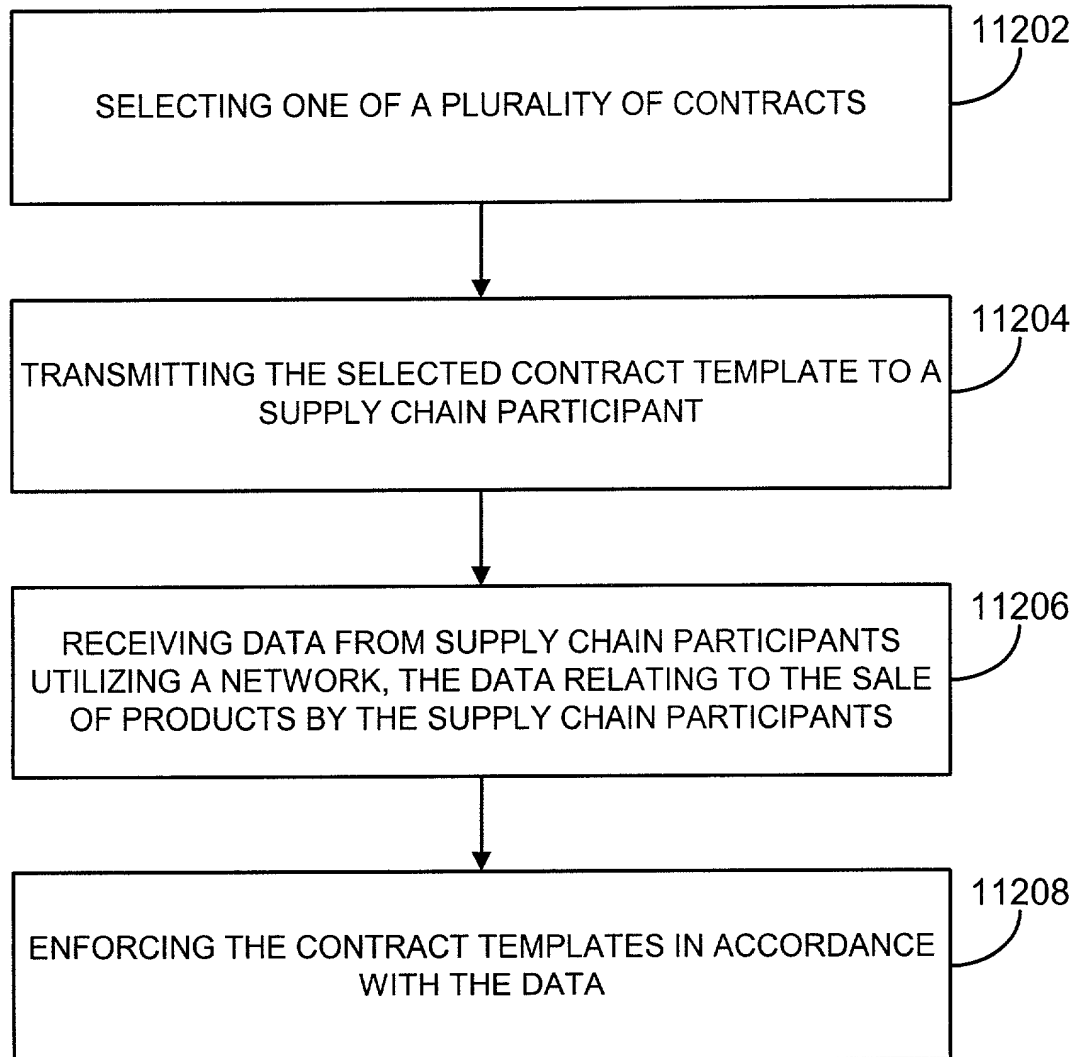 11202
SELECTING ONE OF A PLURALITY OF CONTRACTS
11204
TRANSMITTING THE SELECTED CONTRACT TEMPLATE TO A
SUPPLY CHAIN PARTICIPANT
11206
RECEIVING DATA FROM SUPPLY CHAIN PARTICIPANTS
UTILIZING A NETWORK, THE DATA RELATING TO THE SALE
OF PRODUCTS BY THE SUPPLY CHAIN PARTICIPANTS
11208
ENFORCING THE CONTRACT TEMPLATES IN ACCORDANCE
WITH THE DATA